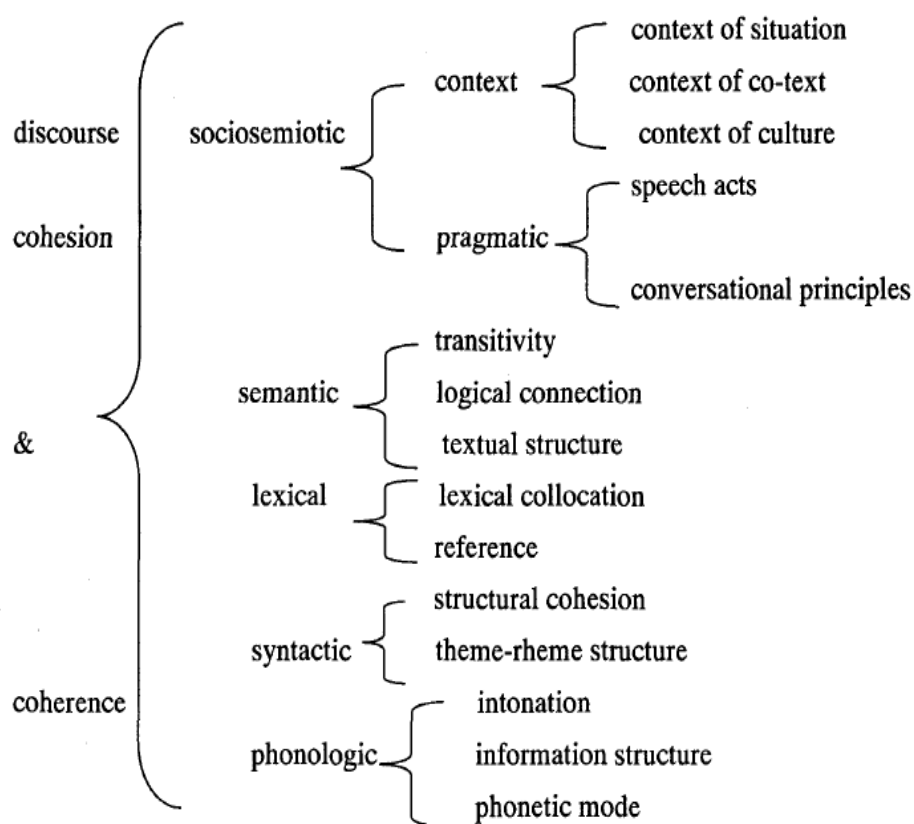 context of situation
context
context of co-text
discourse sociosemiotic
context of culture
speech acts
cohesion
pragmatic
conversational principles
transitivity
semantic
logical connection
&
textual structure
lexical
lexical collocation
reference
structural cohesion
syntactic
theme-rheme structure
coherence
intonation
phonologic
information structure
phonetic mode